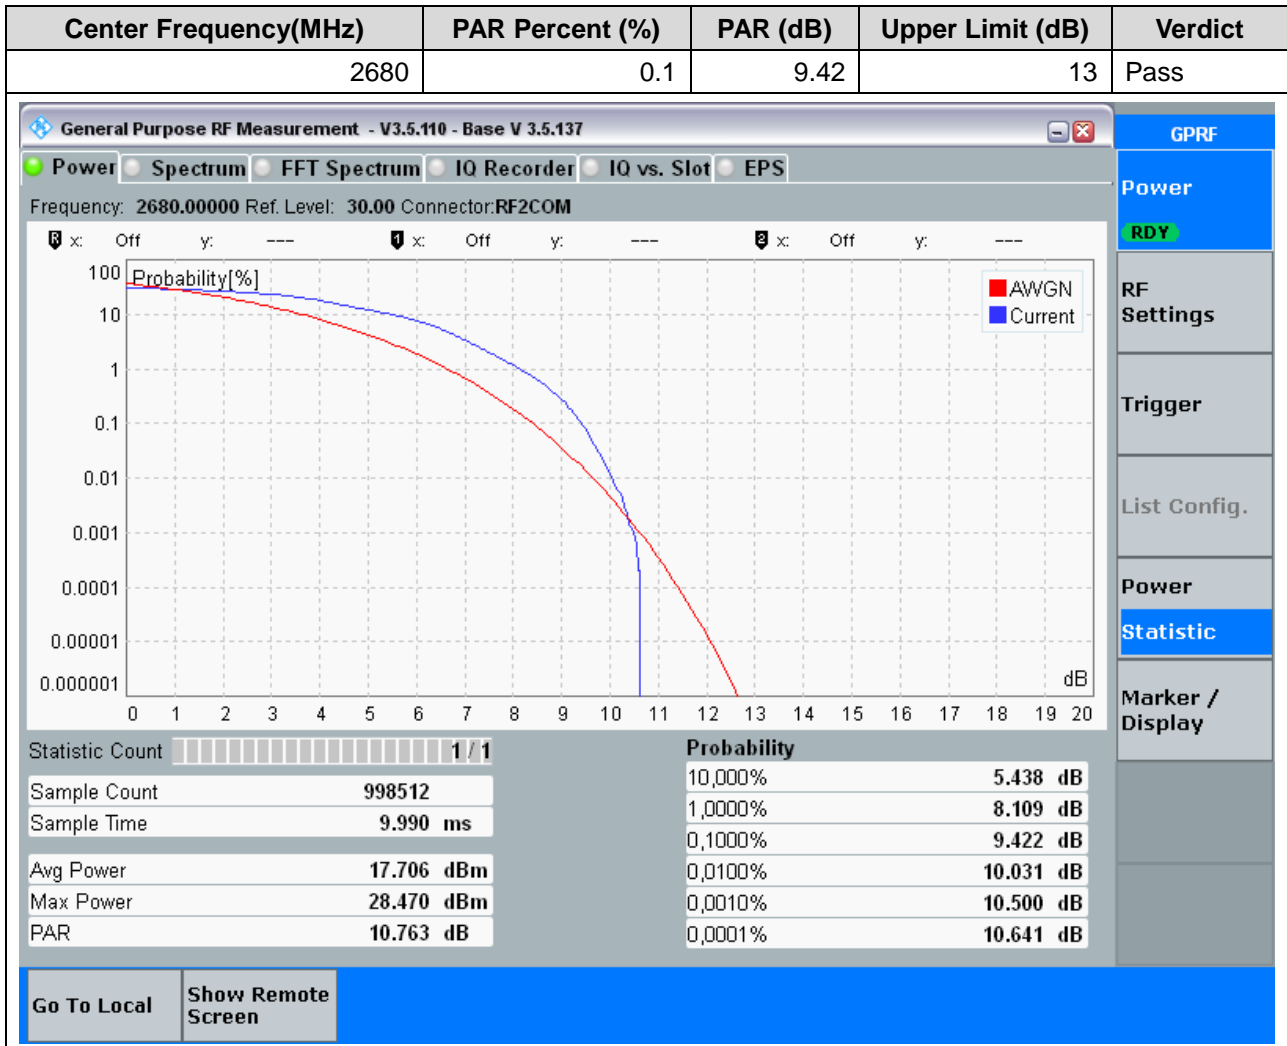 Center Frequency(MHz) PAR Percent (%) PAR (dB) Upper Limit (dB) Verdict
2680 0.1 9.42 13 Pass
General Purpose RF Measurement - V3.5.110 - Base V 3.5.137
GPRF
Power Spectrum FFT Spectrum IQ Recorder IQ vs. Slot EPS
Frequency: 2680.00000 Ref. Level: 30.00 Connector:RF2COM
R x: Off y: --- 1 x: Off y: --- 2 x: Off y: ---
Probability[%]
100
10
1
0.1
0.01
0.001
0.0001
0.00001
0.000001
AWGN
Current
dB
0 1 2 3 4 5 6 7 8 9 10 11 12 13 14 15 16 17 18 19 20
Statistic Count 1 / 1
Sample Count 998512
Sample Time 9.990 ms
Avg Power 17.706 dBm
Max Power 28.470 dBm
PAR 10.763 dB
Probability
10,000% 5.438 dB
1,0000% 8.109 dB
0,1000% 9.422 dB
0,0100% 10.031 dB
0,0010% 10.500 dB
0,0001% 10.641 dB
Power
RDY
RF
Settings
Trigger
List Config.
Power
Statistic
Marker /
Display
Go To Local
Show Remote
Screen